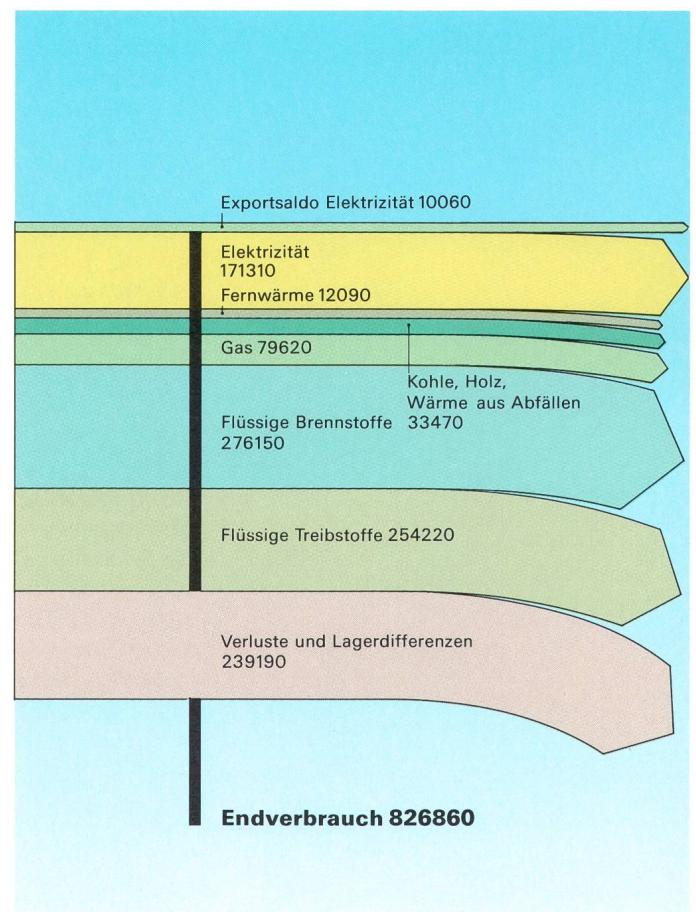 Exportsaldo Elektrizität 10060
Elektrizität
171310
Fernwärme 12090
Gas 79620
Kohle, Holz,
Wärme aus Abfällen
33470
Flüssige Brennstoffe
276150
Flüssige Treibstoffe 254220
Verluste und Lagerdifferenzen
239190
Endverbrauch 826860